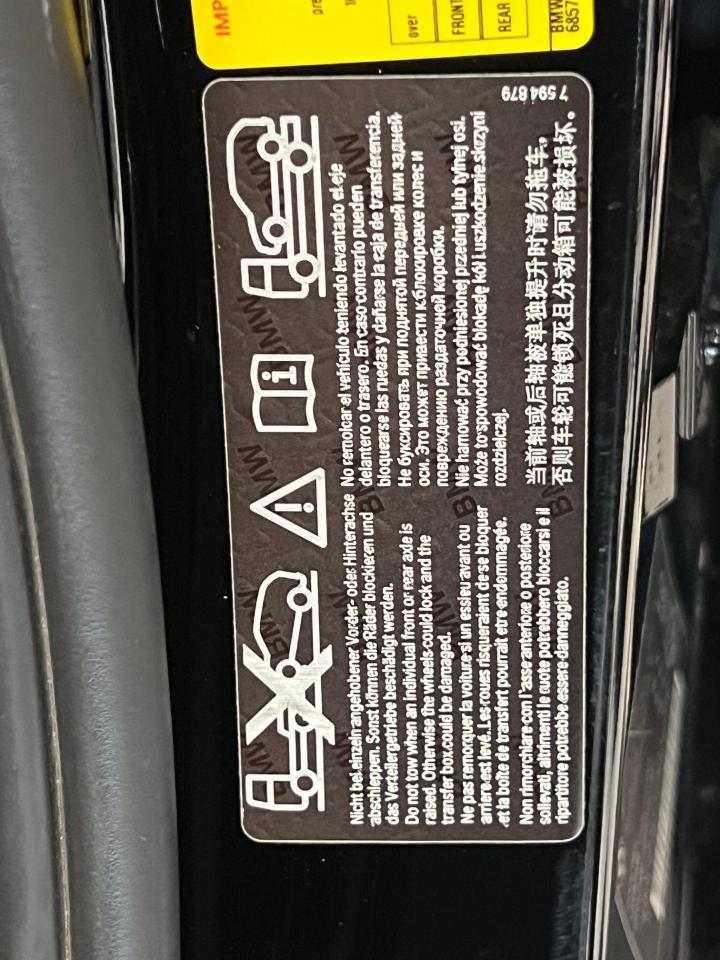 IMP
over
FRONT
REAR
BMW
6857
Nicht bei einzeln angehobener Vorder- oder Hinterachse
abschleppen. Sonst können die Räder blockieren und
das Verteilergetriebe beschädigt werden.
Do not tow when an individual front or rear axle is
raised. Otherwise the wheels could lock and the
transfer box could be damaged.
Ne pas remorquer la voiture si un essieu avant ou
arrière est levé. Les roues risqueraient de se bloquer
et la boîte de transfert pourrait etre endommagée.
Non rimorchiare con l'asse anteriore o posteriore
sollevati, altrimenti le ruote potrebbero bloccarsi e il
ripartitore potrebbe essere danneggiato.
No remolcar el vehículo teniendo levantado el eje
delantero o trasero. En caso contrario pueden
bloquearse las ruedas y dañarse la caja de transferencia.
Не буксировать при поднятой передней или задней
оси. Это может привести к блокировке колес и
повреждению раздаточной коробки.
Nie hamować przy podniesionej przedniej lub tylnej osi.
Może to spowodować blokadę kół i uszkodzenie skrzyni
rozdzielczej.
当前轴或后轴被单独提升时请勿拖车，
否则车轮可能锁死且分动箱可能被损坏。
7 594 879